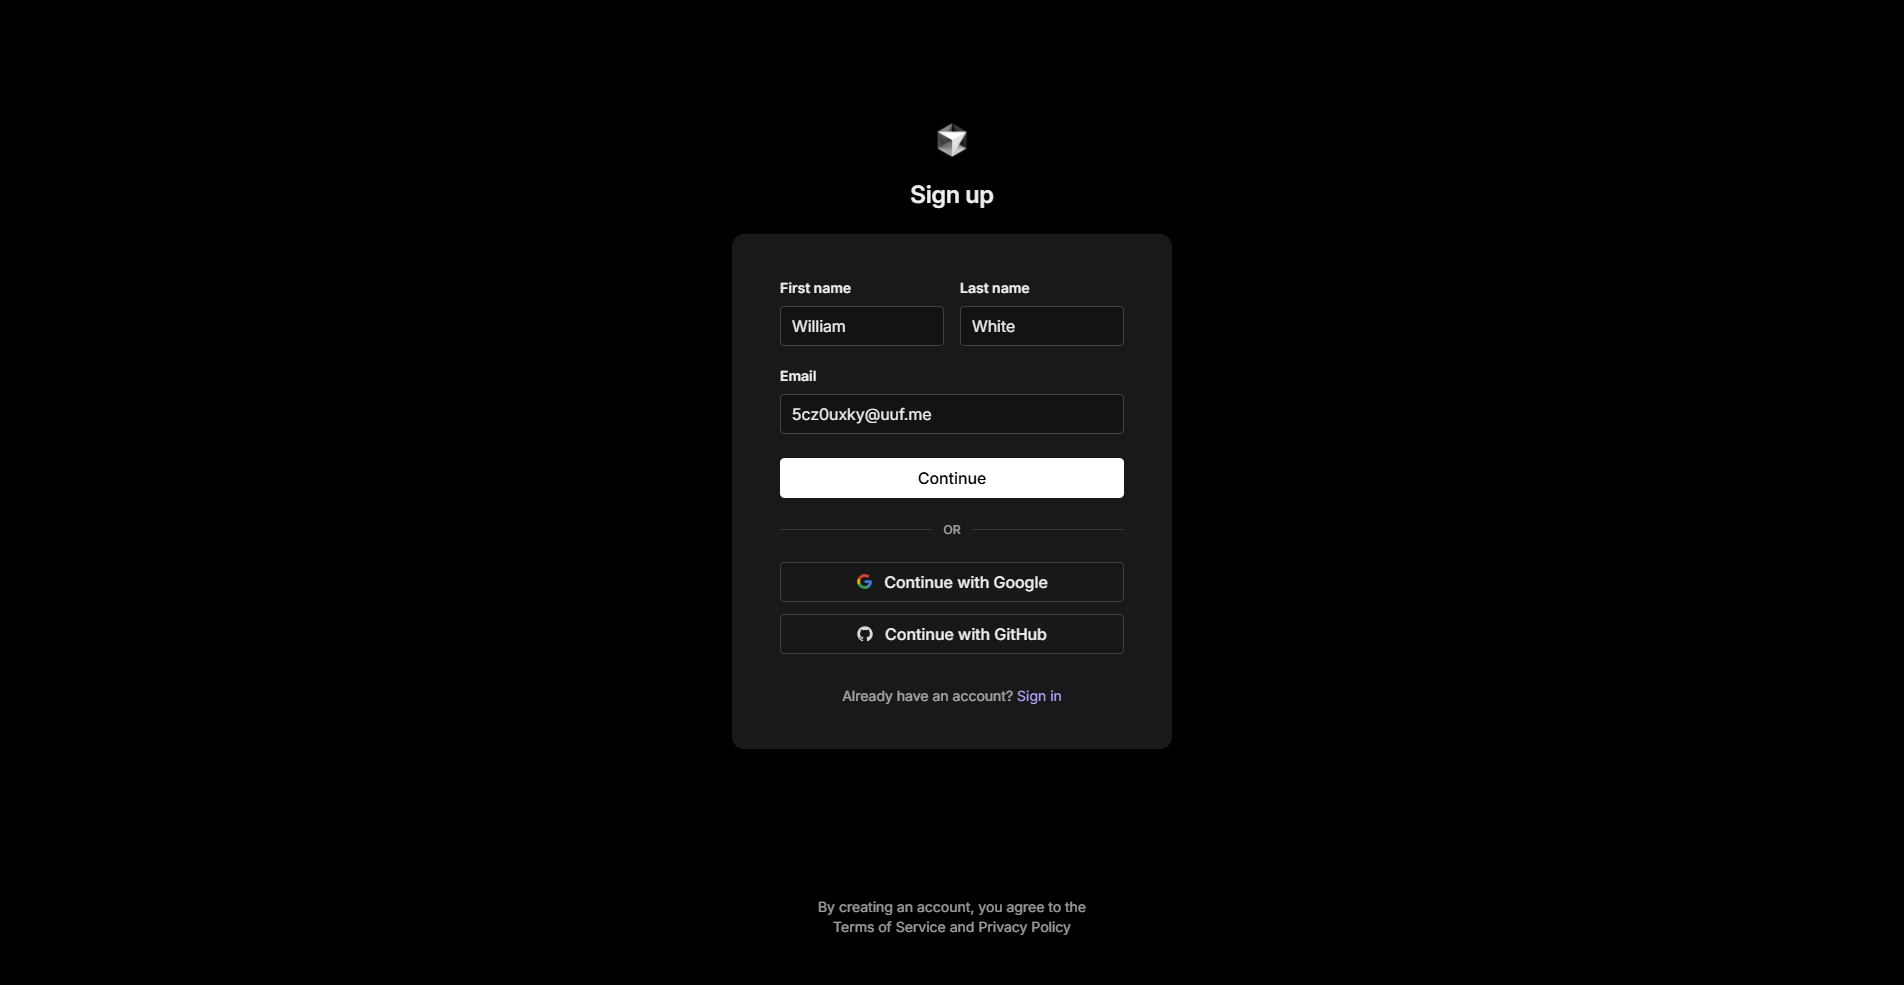 Sign up
First name
Last name
William
White
Email
5cz0uxky@uuf.me
Continue
OR
Continue with Google
Continue with GitHub
Already have an account? Sign in
By creating an account, you agree to the
Terms of Service and Privacy Policy